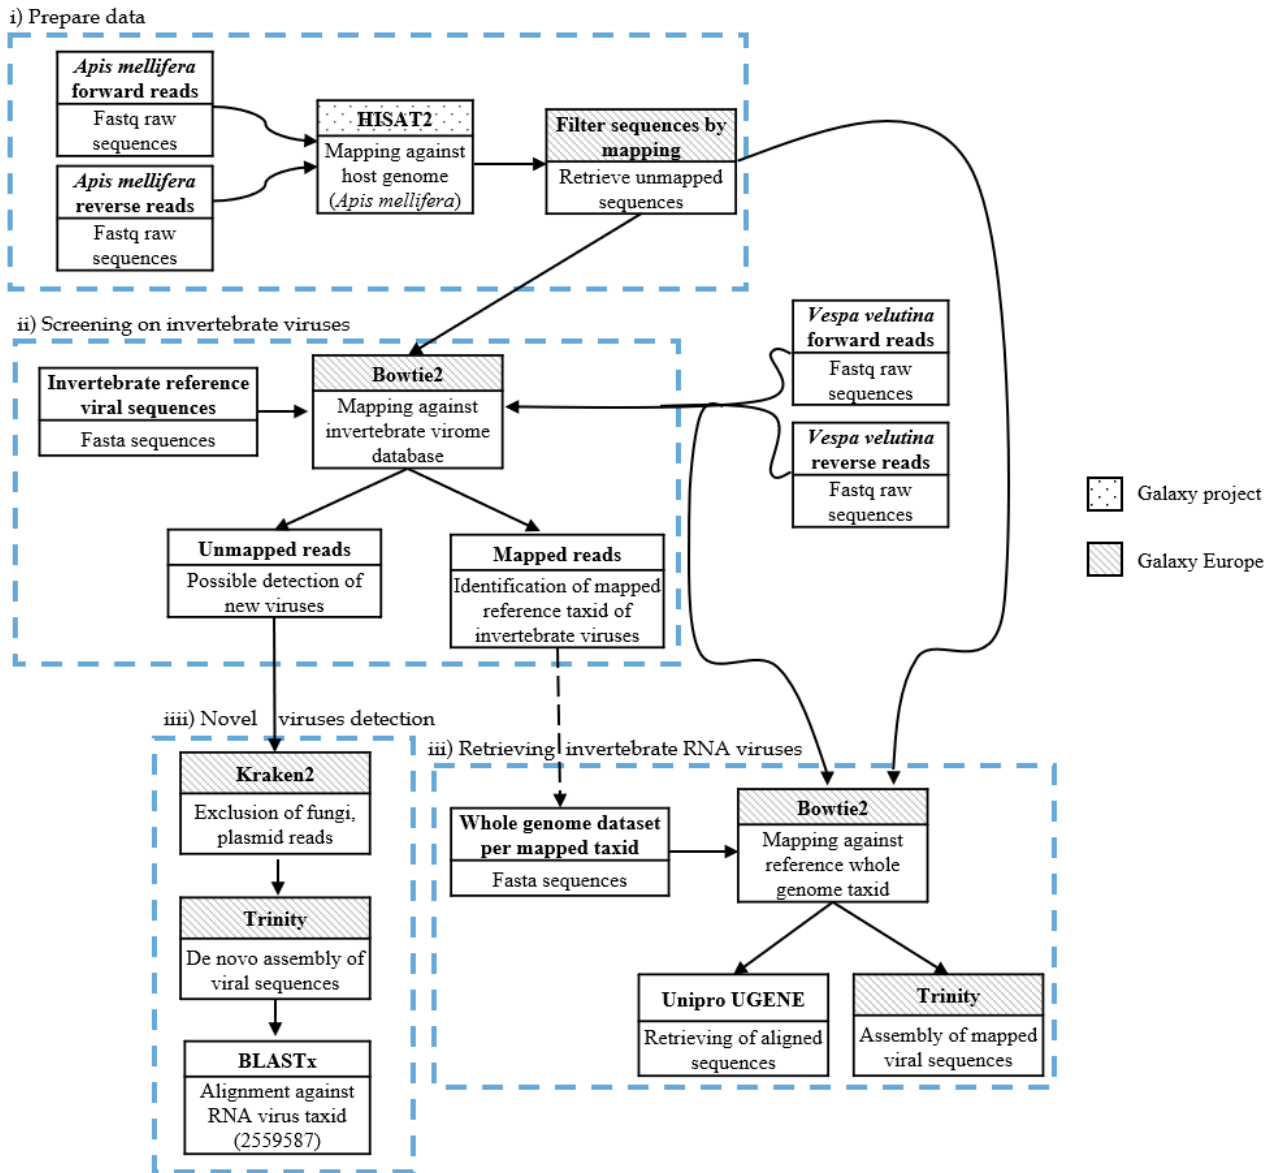 i) Prepare data
Apis mellifera
forward reads
Fastq raw
sequences
Apis mellifera
reverse reads
Fastq raw
sequences
HISAT2
Mapping against
host genome
(Apis mellifera)
Filter sequences by
mapping
Retrieve unmapped
sequences
ii) Screening on invertebrate viruses
Invertebrate reference
viral sequences
Fasta sequences
Bowtie2
Mapping against
invertebrate virome
database
Vespa velutina
forward reads
Fastq raw
sequences
Vespa velutina
reverse reads
Fastq raw
sequences
Galaxy project
Galaxy Europe
Unmapped reads
Possible detection of
new viruses
Mapped reads
Identification of mapped
reference taxid of
invertebrate viruses
iiii) Novel viruses detection
Kraken2
Exclusion of fungi,
plasmid reads
Trinity
De novo assembly of
viral sequences
BLASTx
Alignment against
RNA virus taxid
(2559587)
iii) Retrieving invertebrate RNA viruses
Whole genome dataset
per mapped taxid
Fasta sequences
Bowtie2
Mapping against
reference whole
genome taxid
Unipro UGENE
Retrieving of aligned
sequences
Trinity
Assembly of mapped
viral sequences